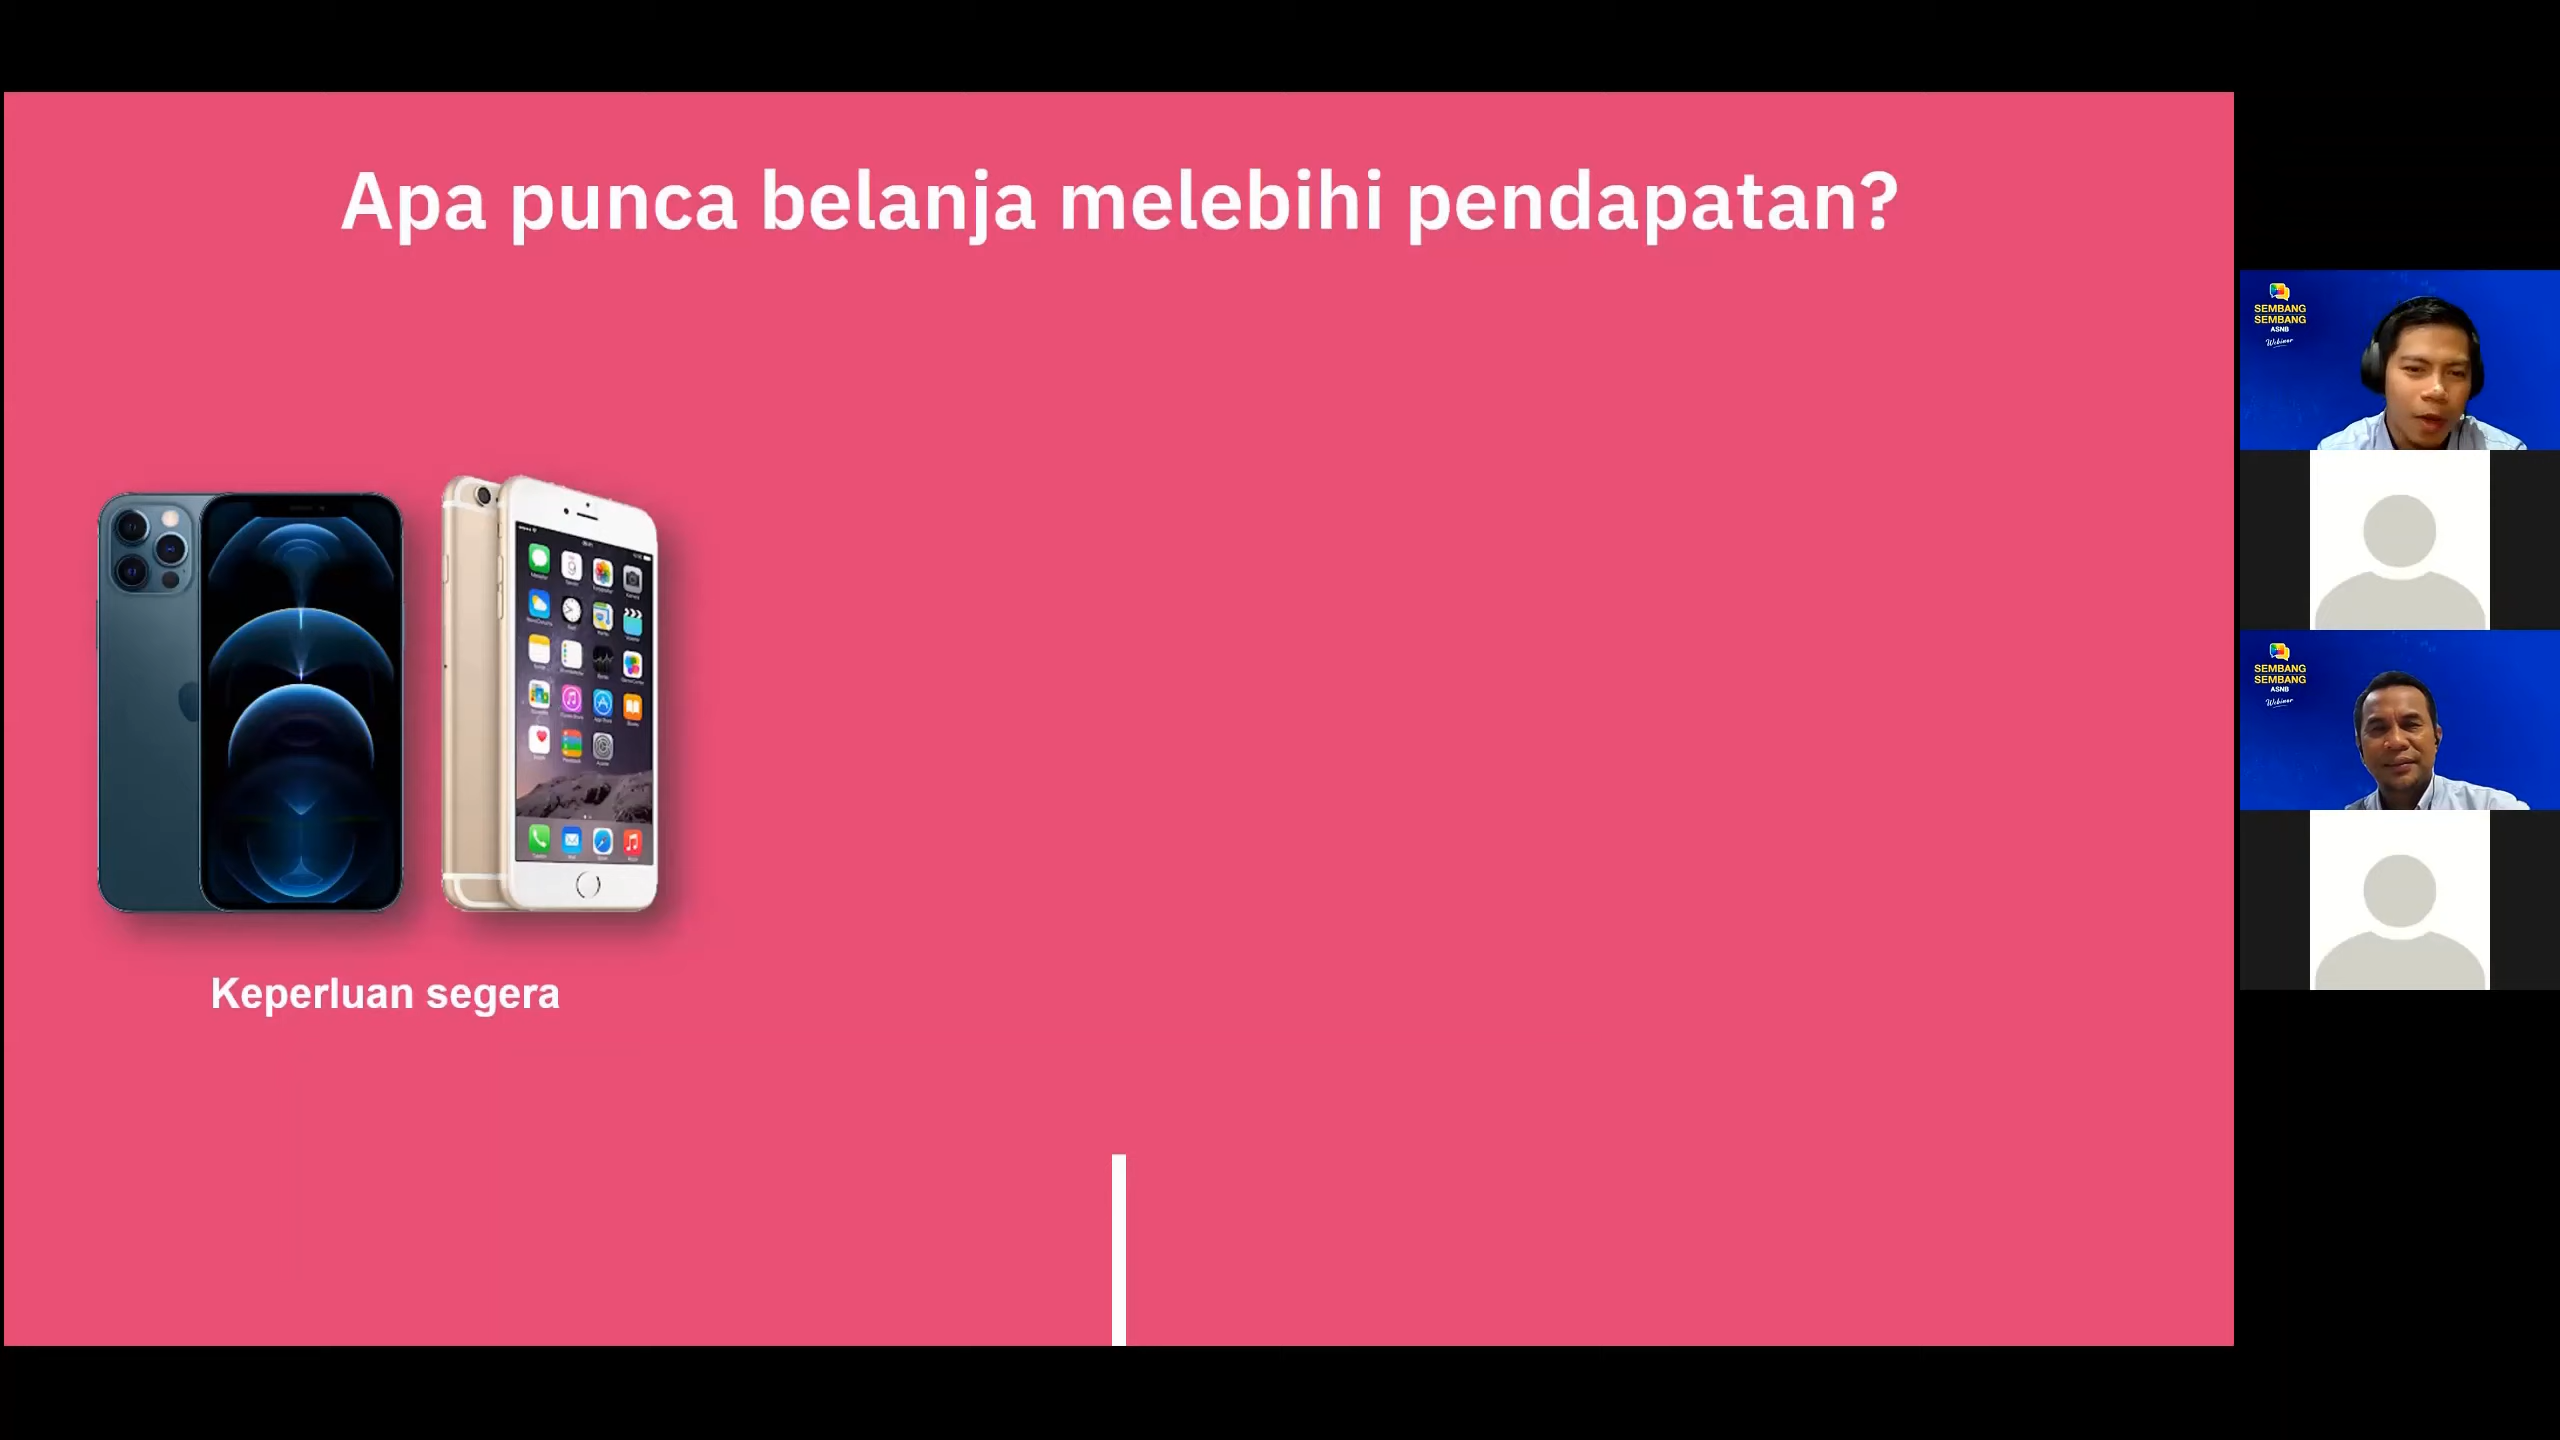 Apa punca belanja melebihi pendapatan?
Keperluan segera
SEMBANG
SEMBANG
ASNB
Webinar
SEMBANG
SEMBANG
ASNB
Webinar